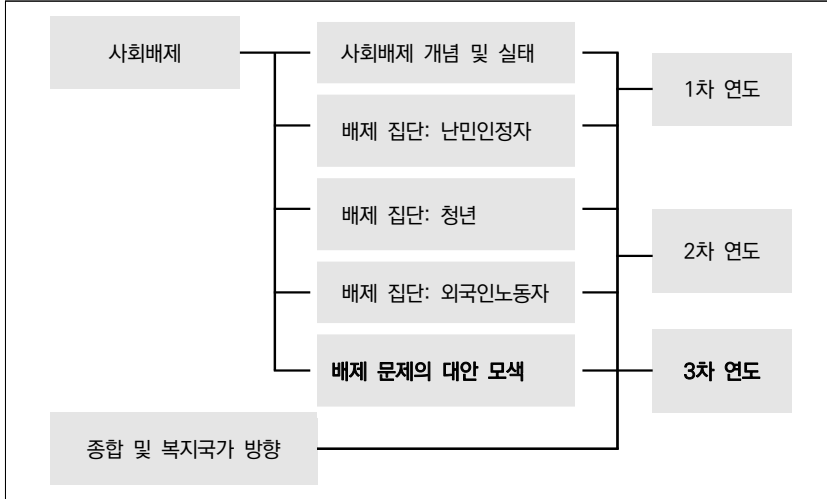 사회배제
사회배제 개념 및 실태
1차 연도
배제 집단: 난민인정자
배제 집단: 청년
2차 연도
배제 집단: 외국인노동자
배제 문제의 대안 모색
3차 연도
종합 및 복지국가 방향